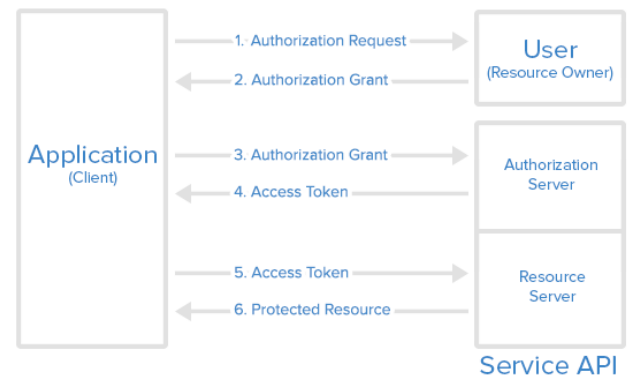 1. Authorization Request
User
(Resource Owner)
2. Authorization Grant
Application
(Client)
3. Authorization Grant
Authorization
Server
4. Access Token
5. Access Token
Resource
Server
6. Protected Resource
Service API